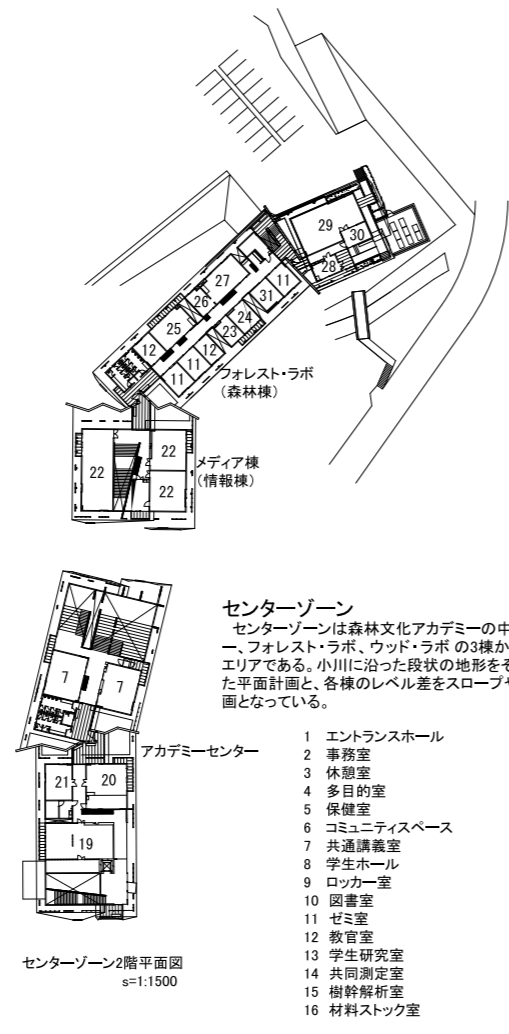 29
30
28
27
11
26
31
25
24
23
12
12
11
フォレスト・ラボ
(森林棟)
11
11
メディア棟
(情報棟)
22
22
22
センターゾーン
センターゾーンは森林文化アカデミーの中
ー、フォレスト・ラボ、ウッド・ラボ の3棟か
エリアである。小川に沿った段状の地形をそ
た平面計画と、各棟のレベル差をスロープや
画となっている。
7
7
アカデミーセンター
21
20
19
センターゾーン2階平面図
s=1:1500
1 エントランスホール
2 事務室
3 休憩室
4 多目的室
5 保健室
6 コミュニティスペース
7 共通講義室
8 学生ホール
9 ロッカー室
10 図書室
11 ゼミ室
12 教官室
13 学生研究室
14 共同測定室
15 樹幹解析室
16 材料ストック室